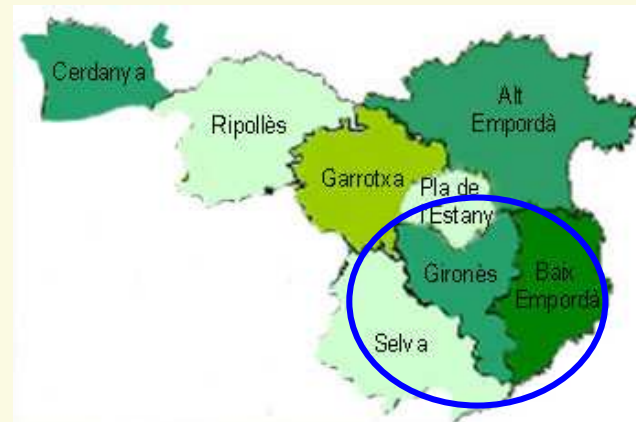 Cerdanya
Ripollès
Alt
Empordà
Garrotxa
Pla de
l'Estany
Gironès
Baix
Empordà
Selva